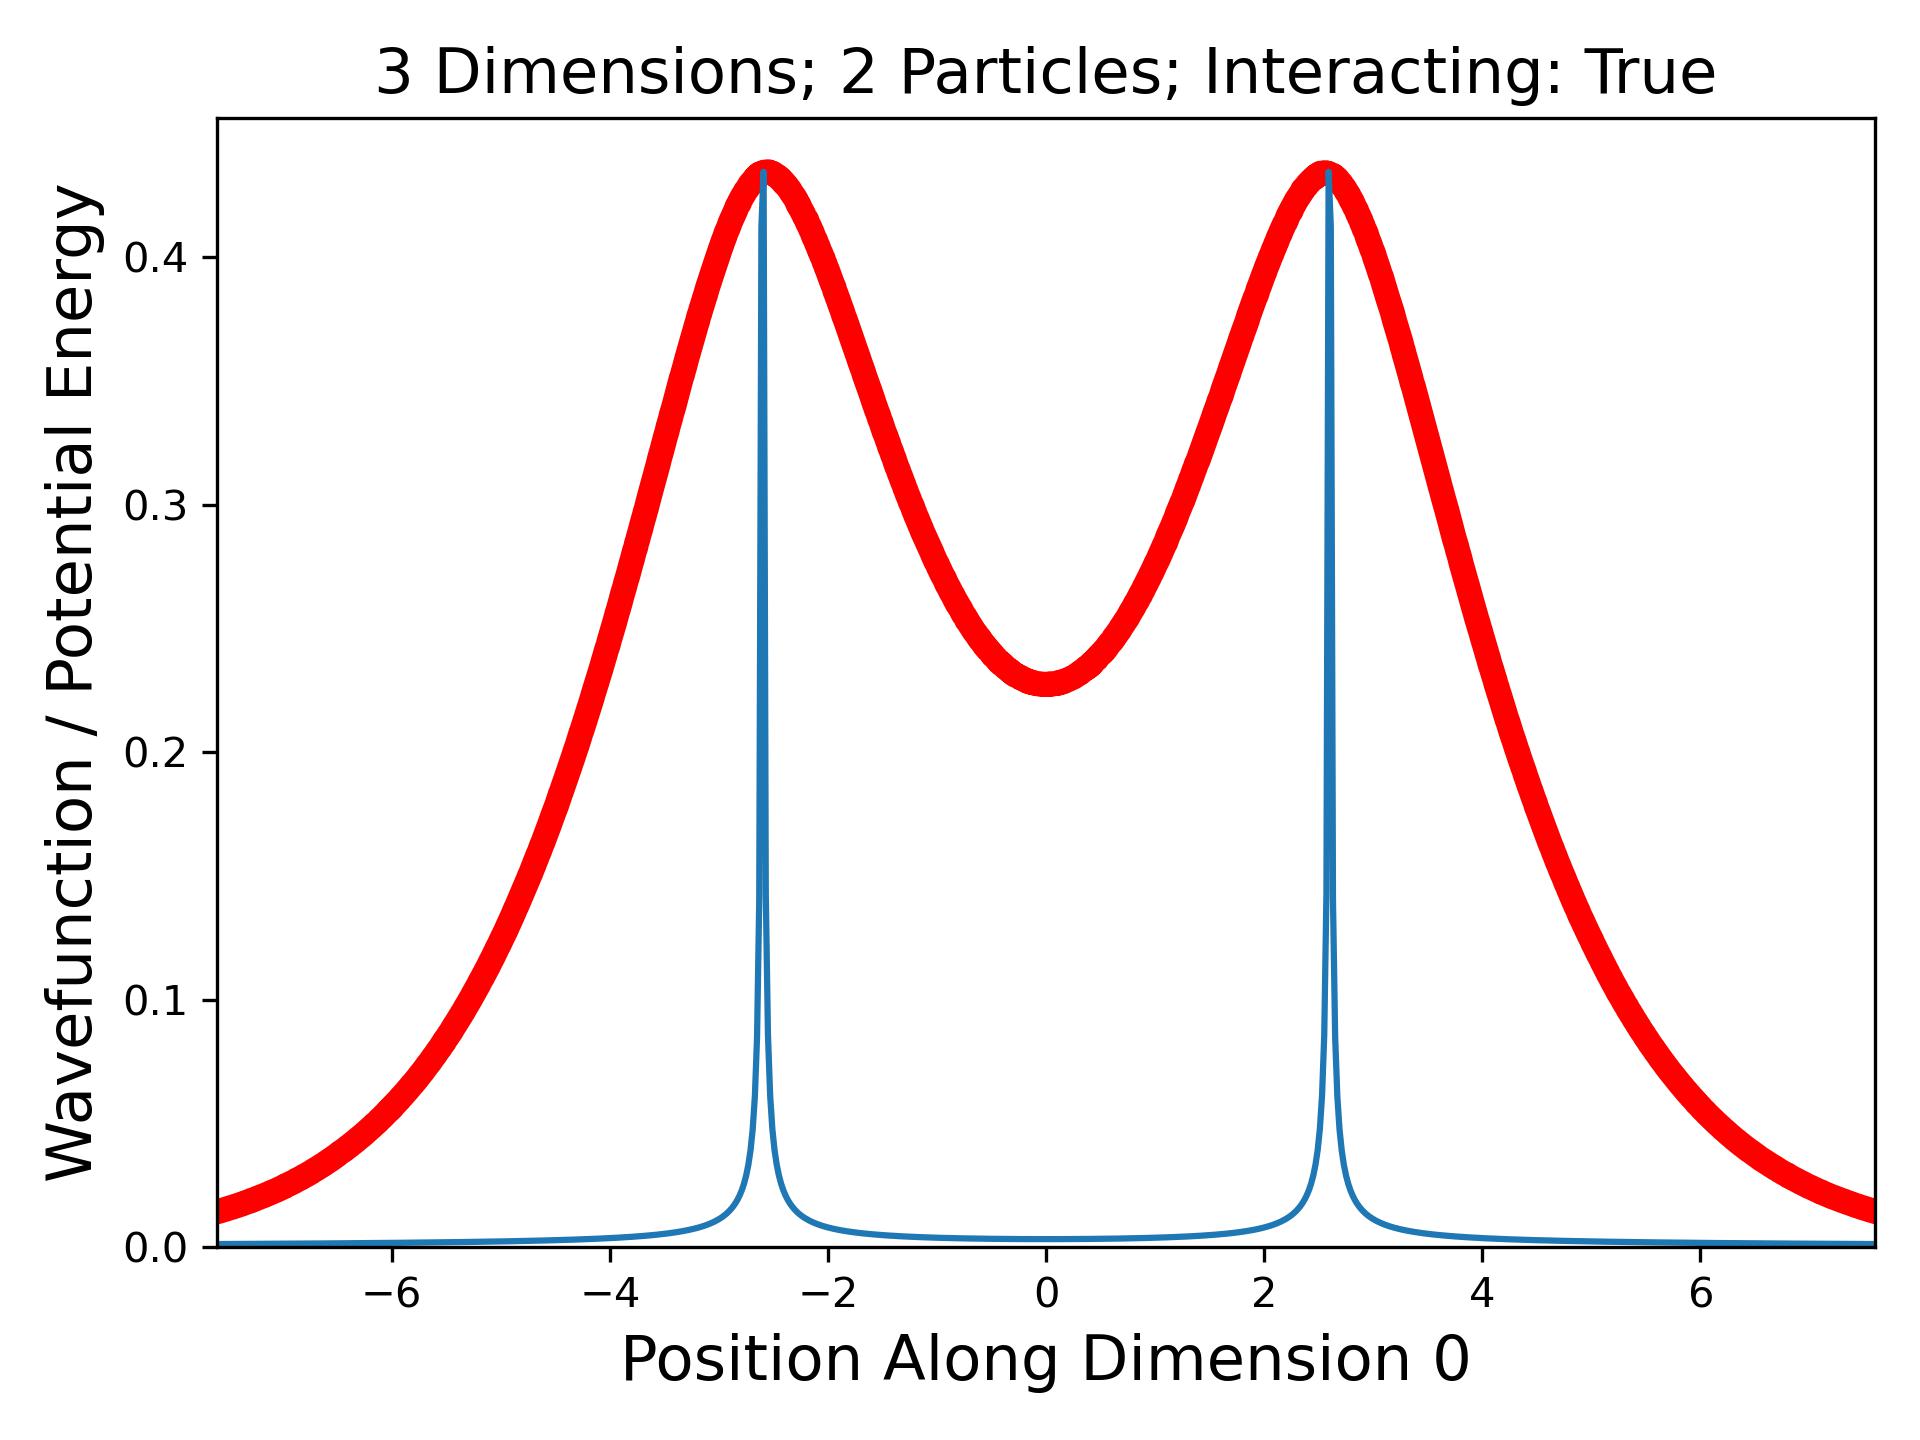 3 Dimensions; 2 Particles; Interacting: True
Wavefunction / Potential Energy
0.4
0.3
0.2
0.1
0.0
−6 −4 −2 0 2 4 6
Position Along Dimension 0